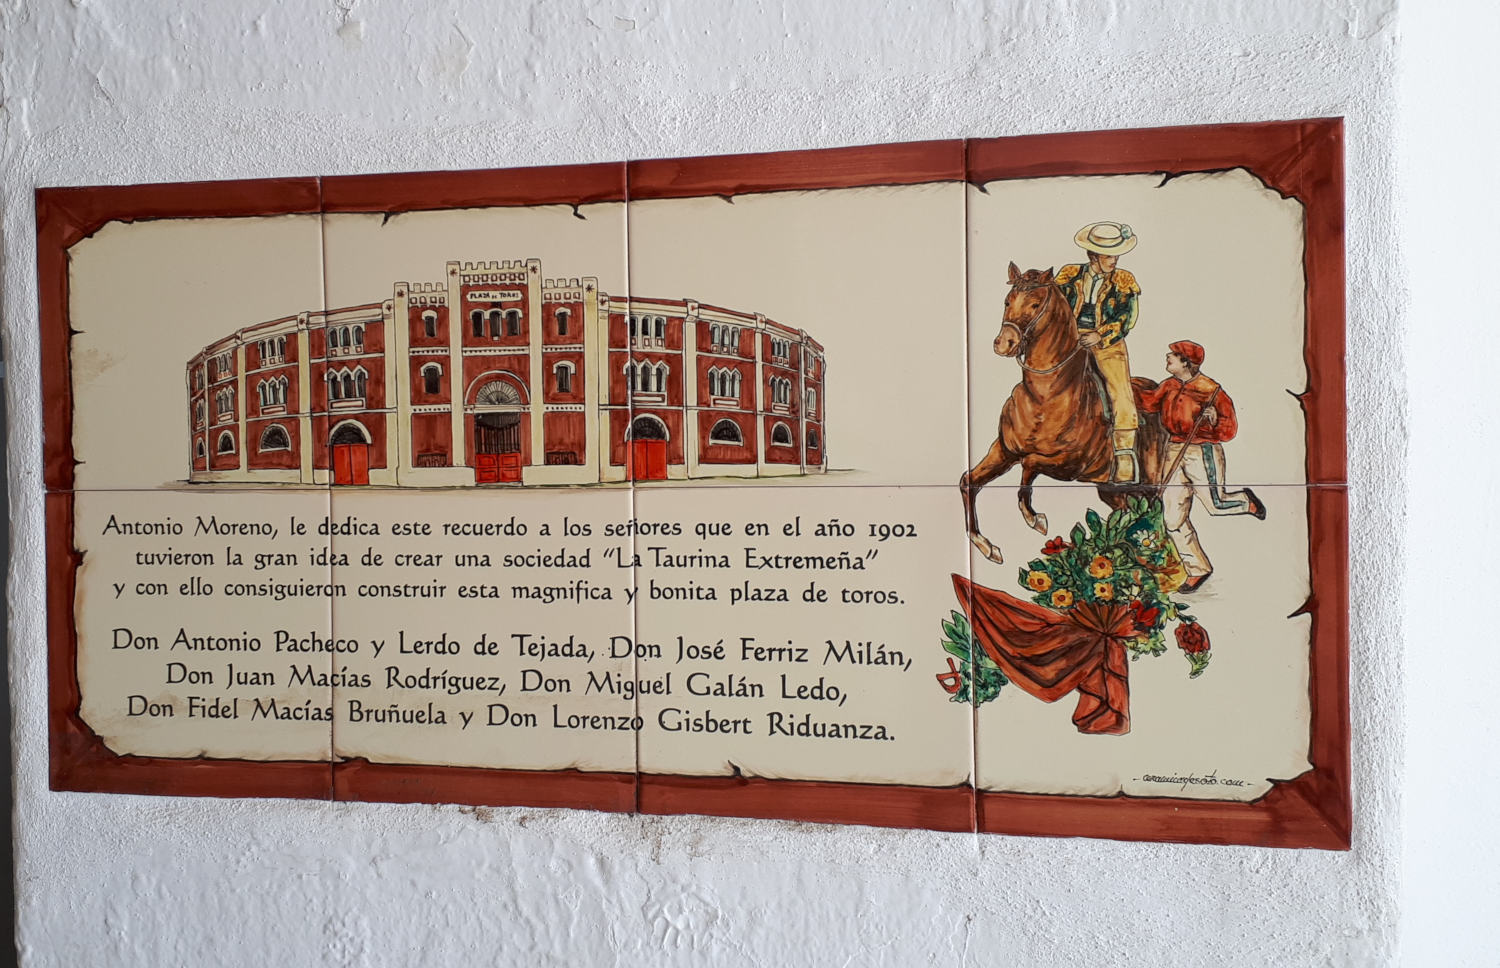 PLAZA DE TOROS
Antonio Moreno, le dedica este recuerdo a los señores que en el año 1902
tuvieron la gran idea de crear una sociedad “La Taurina Extremeña”
y con ello consiguieron construir esta magnifica y bonita plaza de toros.
Don Antonio Pacheco y Lerdo de Tejada, Don José Ferriz Milán,
Don Juan Macías Rodríguez, Don Miguel Galán Ledo,
Don Fidel Macías Bruñuela y Don Lorenzo Gisbert Riduanza.